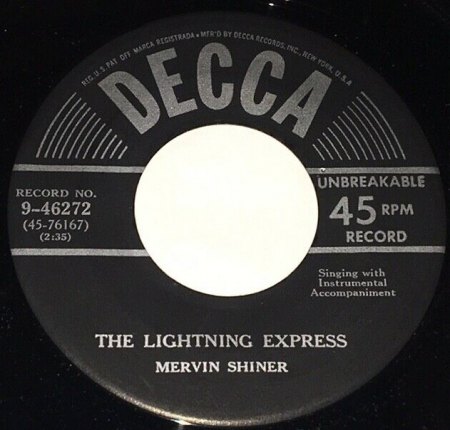 REG. U.S. PAT. OFF. MARCA REGISTRADA • MF'D BY DECCA RECORDS, INC., NEW YORK, U.S.A.
DECCA
RECORD NO.
9-46272
(45-76167)
(2:35)
UNBREAKABLE
45 RPM
RECORD
Singing with
Instrumental
Accompaniment
THE LIGHTNING EXPRESS
MERVIN SHINER